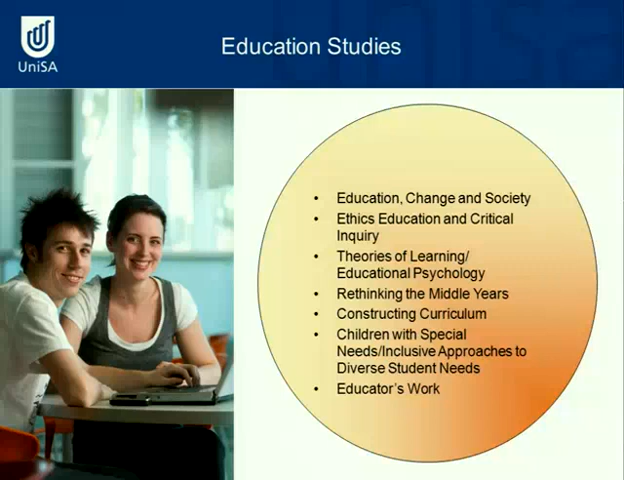 UniSA
Education Studies
• Education, Change and Society
• Ethics Education and Critical
Inquiry
• Theories of Learning/
Educational Psychology
• Rethinking the Middle Years
• Constructing Curriculum
• Children with Special
Needs/Inclusive Approaches to
Diverse Student Needs
• Educator's Work